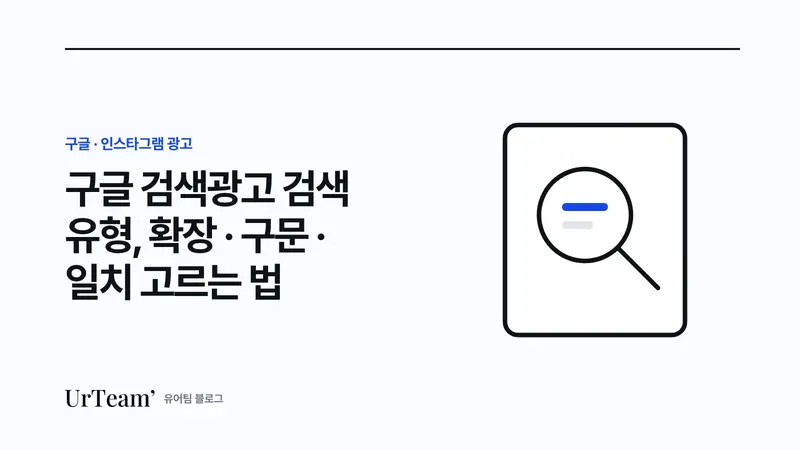 구글 · 인스타그램 광고
구글 검색광고 검색
유형, 확장 · 구문 ·
일치 고르는 법
UrTeam’ 유어팀 블로그